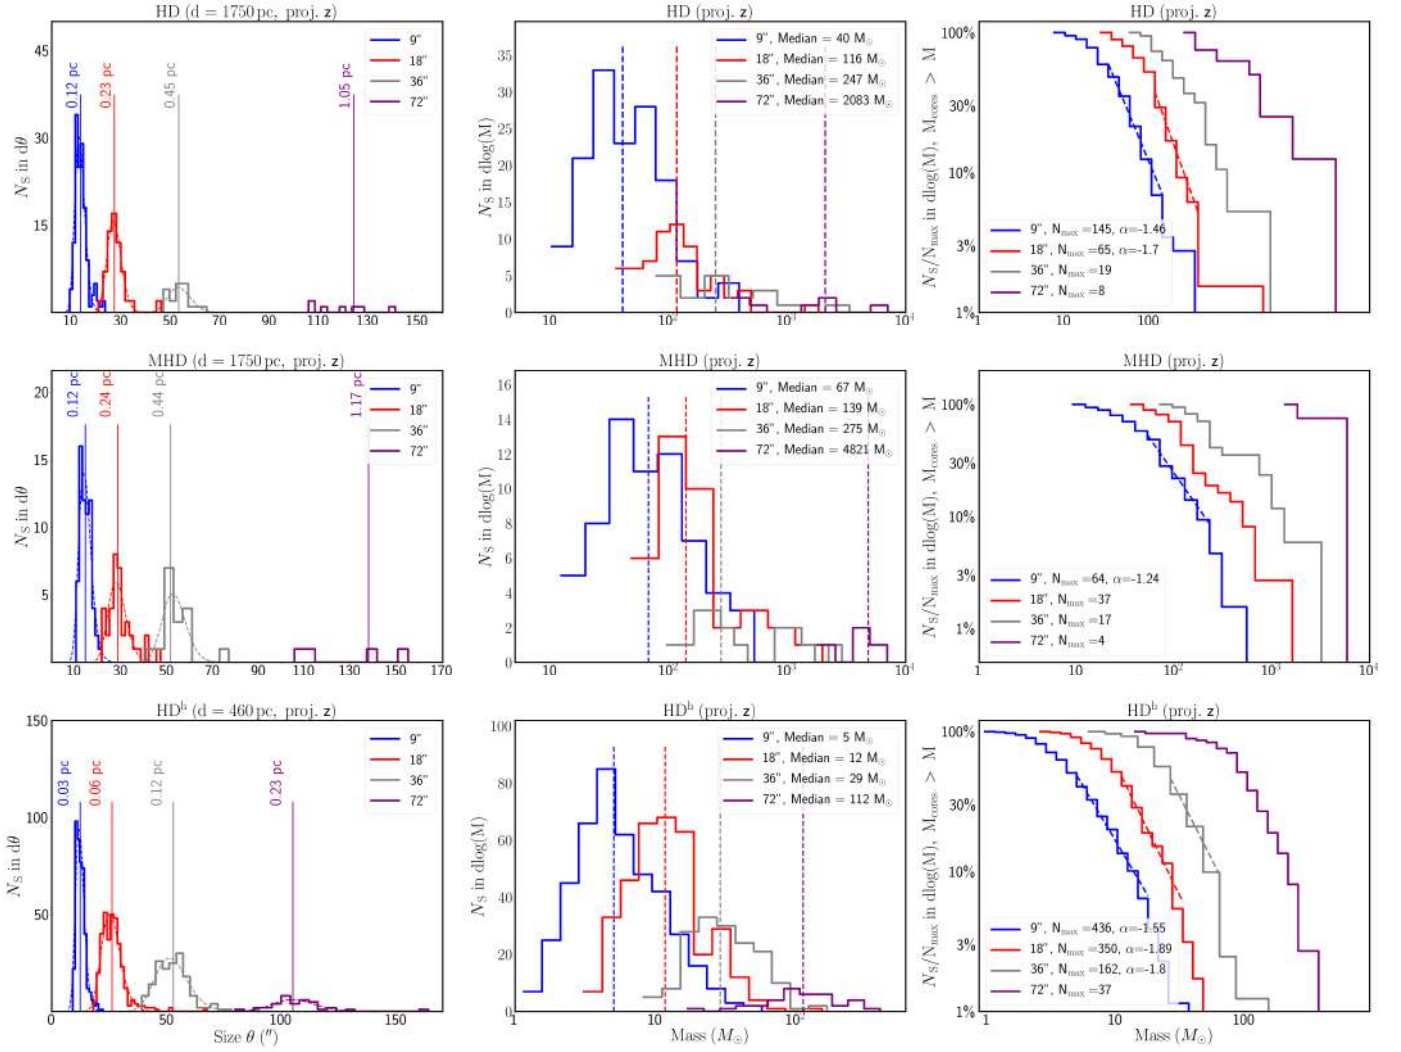 HD (d = 1750 pc, proj. z)
N_S in dθ
45
30
15
10 30 50 70 90 110 130 150
0.12 pc
0.23 pc
0.45 pc
1.05 pc
9"
18"
36"
72"
HD (proj. z)
N_S in dlog(M)
35
30
25
20
15
10
5
0
10 10² 10³ 10⁴
9", Median = 40 M⊙
18", Median = 116 M⊙
36", Median = 247 M⊙
72", Median = 2083 M⊙
HD (proj. z)
N_S/N_max in dlog(M), M_cores > M
100%
30%
10%
3%
1%
1 10 100
9", N_max =145, α=-1.46
18", N_max =65, α=-1.7
36", N_max =19
72", N_max =8
MHD (d = 1750 pc, proj. z)
N_S in dθ
20
15
10
5
10 30 50 70 90 110 130 150 170
0.12 pc
0.24 pc
0.44 pc
1.17 pc
9"
18"
36"
72"
MHD (proj. z)
N_S in dlog(M)
16
14
12
10
8
6
4
2
0
10 10² 10³ 10⁴
9", Median = 67 M⊙
18", Median = 139 M⊙
36", Median = 275 M⊙
72", Median = 4821 M⊙
MHD (proj. z)
N_S/N_max in dlog(M), M_cores > M
100%
30%
10%
3%
1%
1 10 10² 10³ 10⁴
9", N_max =64, α=-1.24
18", N_max =37
36", N_max =17
72", N_max =4
HDʰ (d = 460 pc, proj. z)
N_S in dθ
150
100
50
0 50 100 150
Size θ (″)
0.03 pc
0.06 pc
0.12 pc
0.23 pc
9"
18"
36"
72"
HDʰ (proj. z)
N_S in dlog(M)
100
80
60
40
20
0
1 10 10²
Mass (M⊙)
9", Median = 5 M⊙
18", Median = 12 M⊙
36", Median = 29 M⊙
72", Median = 112 M⊙
HDʰ (proj. z)
N_S/N_max in dlog(M), M_cores > M
100%
30%
10%
3%
1%
1 10 100
Mass (M⊙)
9", N_max =436, α=-1.55
18", N_max =350, α=-1.89
36", N_max =162, α=-1.8
72", N_max =37